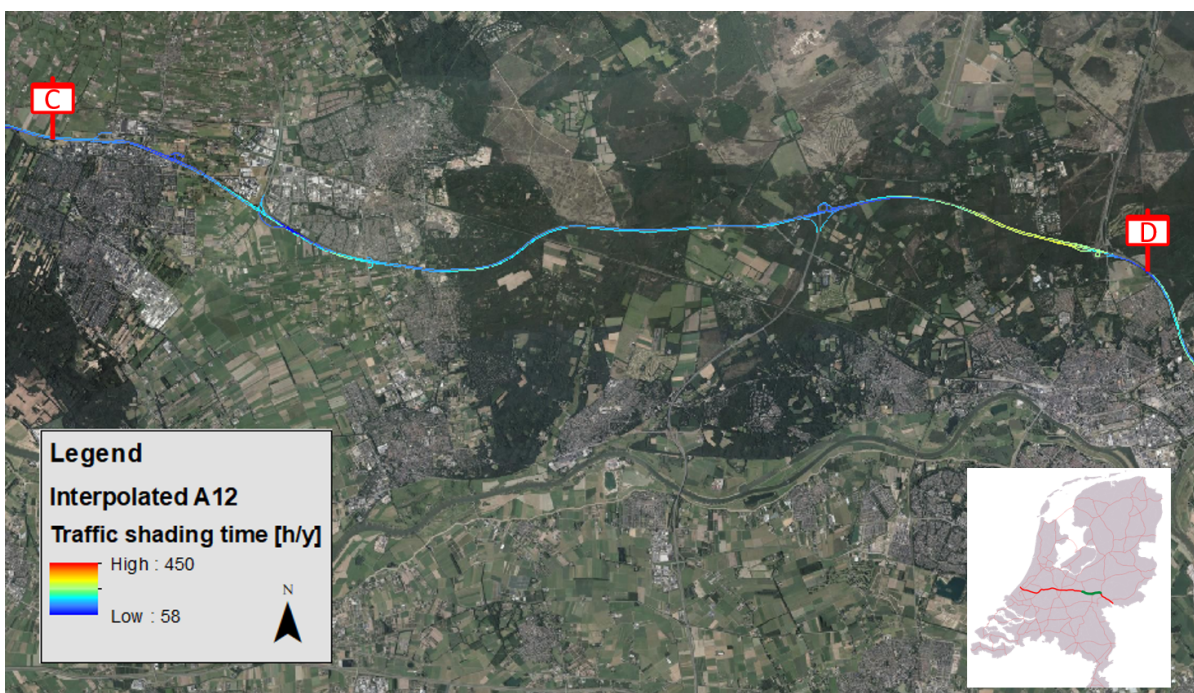 C
D
Legend
Interpolated A12
Traffic shading time [h/y]
High : 450
Low : 58
N